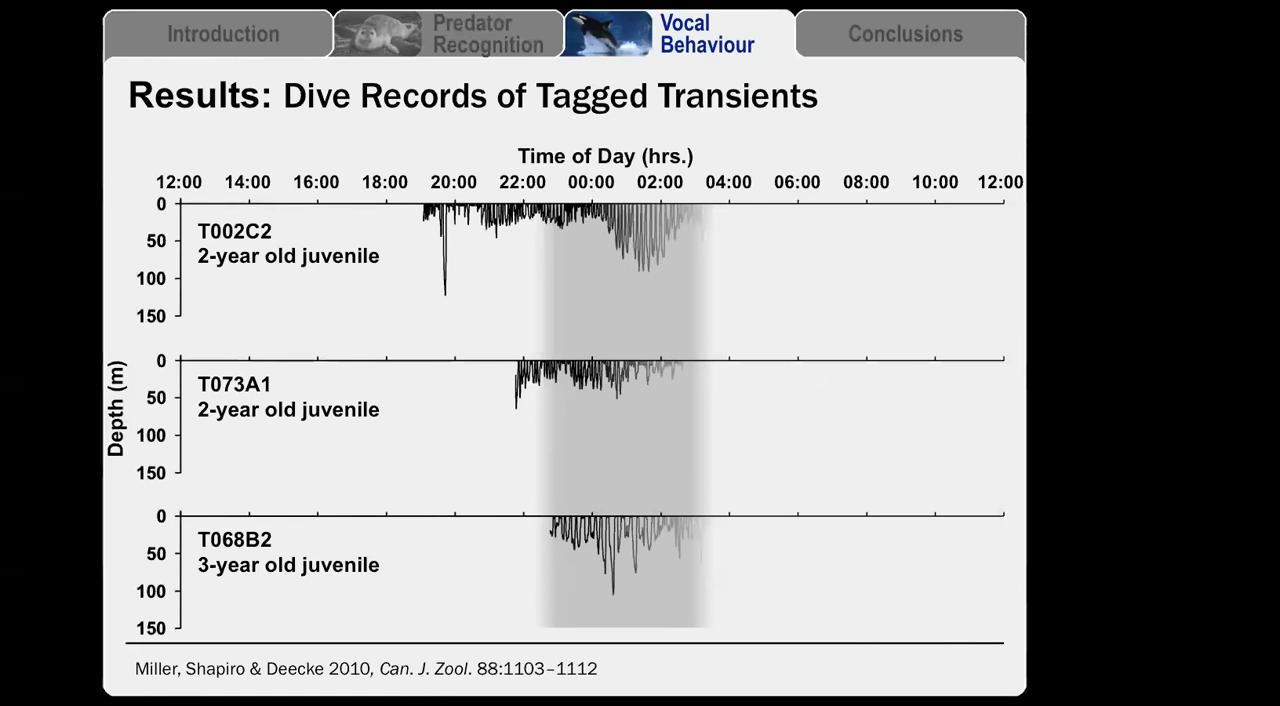 Introduction
Predator
Recognition
Vocal
Behaviour
Conclusions
Results: Dive Records of Tagged Transients
Time of Day (hrs.)
12:00 14:00 16:00 18:00 20:00 22:00 00:00 02:00 04:00 06:00 08:00 10:00 12:00
Depth (m)
0
T002C2
50
2-year old juvenile
100
150
0
T073A1
50
2-year old juvenile
100
150
0
T068B2
50
3-year old juvenile
100
150
Miller, Shapiro & Deecke 2010, Can. J. Zool. 88:1103–1112